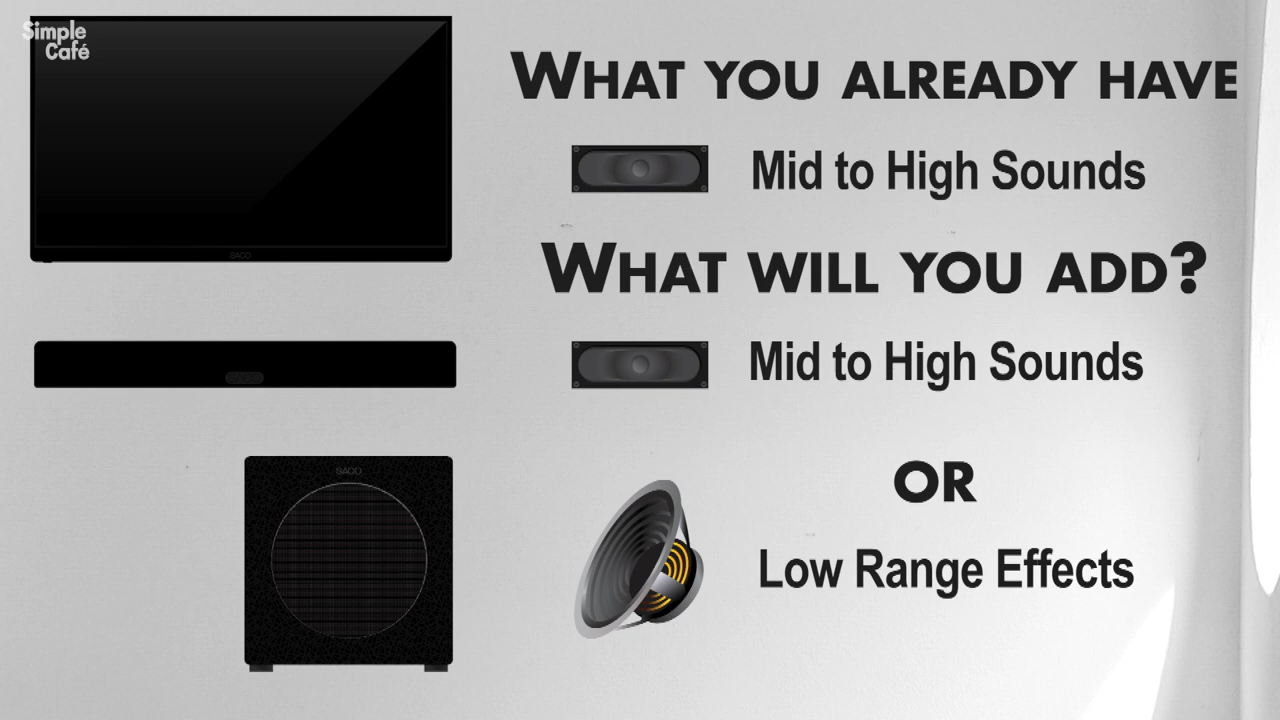 Simple
Café
WHAT YOU ALREADY HAVE
Mid to High Sounds
WHAT WILL YOU ADD?
Mid to High Sounds
OR
Low Range Effects
SACO
SACO